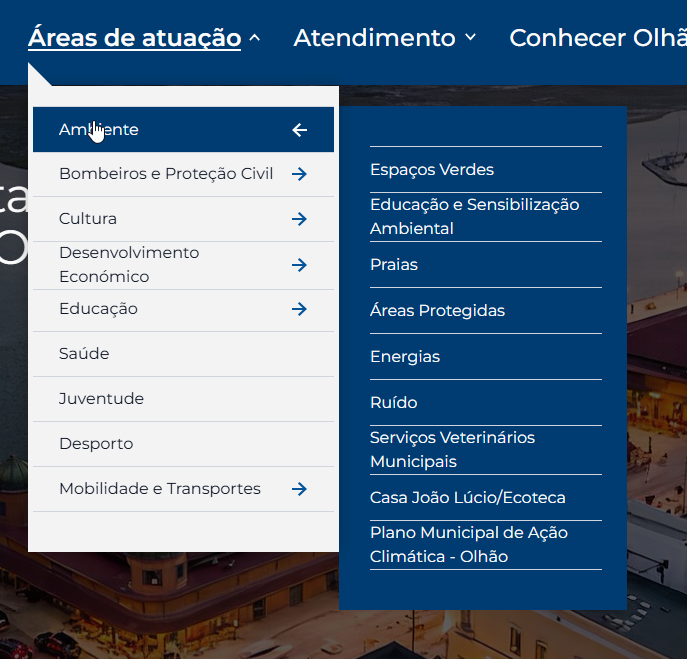 Áreas de atuação
Atendimento
Conhecer Olhã
ta
O
Ambiente
Bombeiros e Proteção Civil
Cultura
Desenvolvimento
Económico
Educação
Saúde
Juventude
Desporto
Mobilidade e Transportes
Espaços Verdes
Educação e Sensibilização
Ambiental
Praias
Áreas Protegidas
Energias
Ruído
Serviços Veterinários
Municipais
Casa João Lúcio/Ecoteca
Plano Municipal de Ação
Climática - Olhão